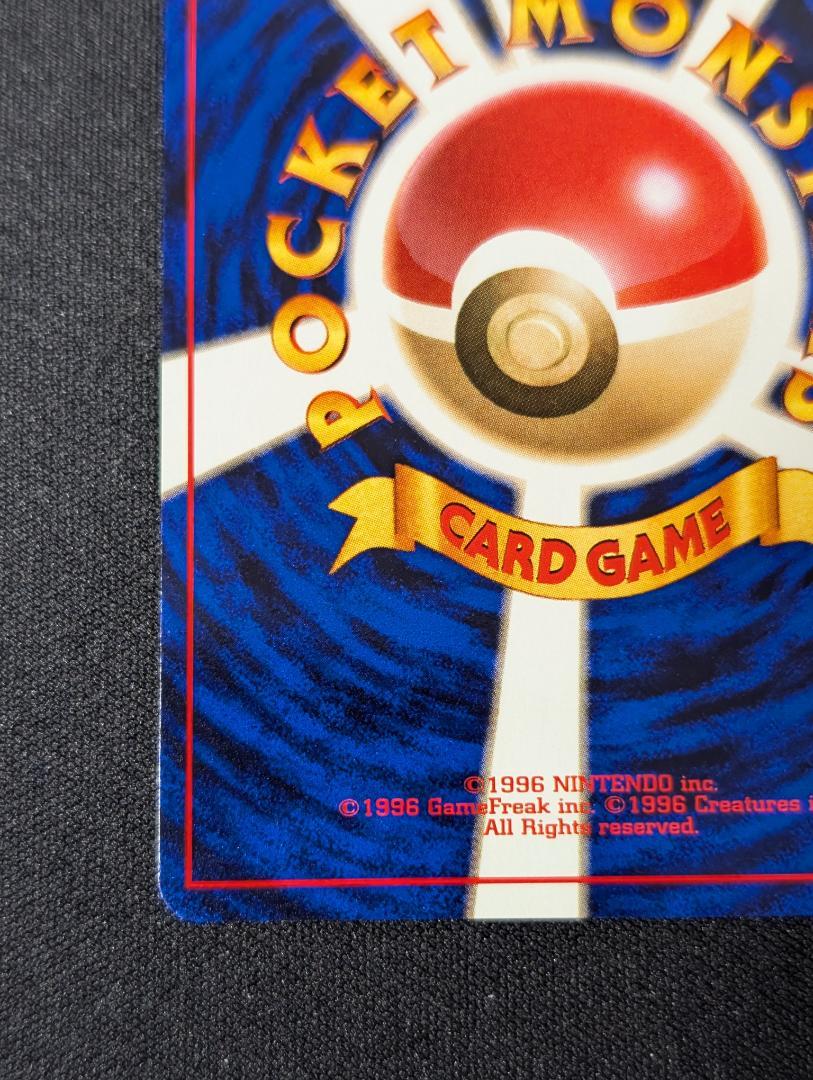 POCKET MONS
CARD GAME
©1996 NINTENDO inc.
©1996 GameFreak inc. ©1996 Creatures i
All Rights reserved.